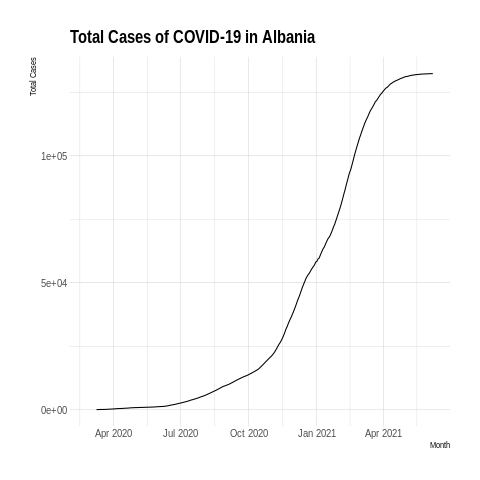 Total Cases of COVID-19 in Albania
Total Cases
1e+05
5e+04
0e+00
Apr 2020 Jul 2020 Oct 2020 Jan 2021 Apr 2021
Month